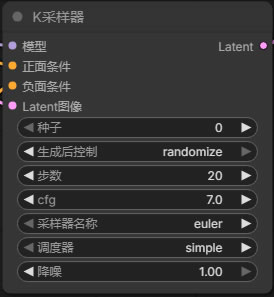 K采样器
模型 Latent
正面条件
负面条件
Latent图像
种子 0
生成后控制 randomize
步数 20
cfg 7.0
采样器名称 euler
调度器 simple
降噪 1.00